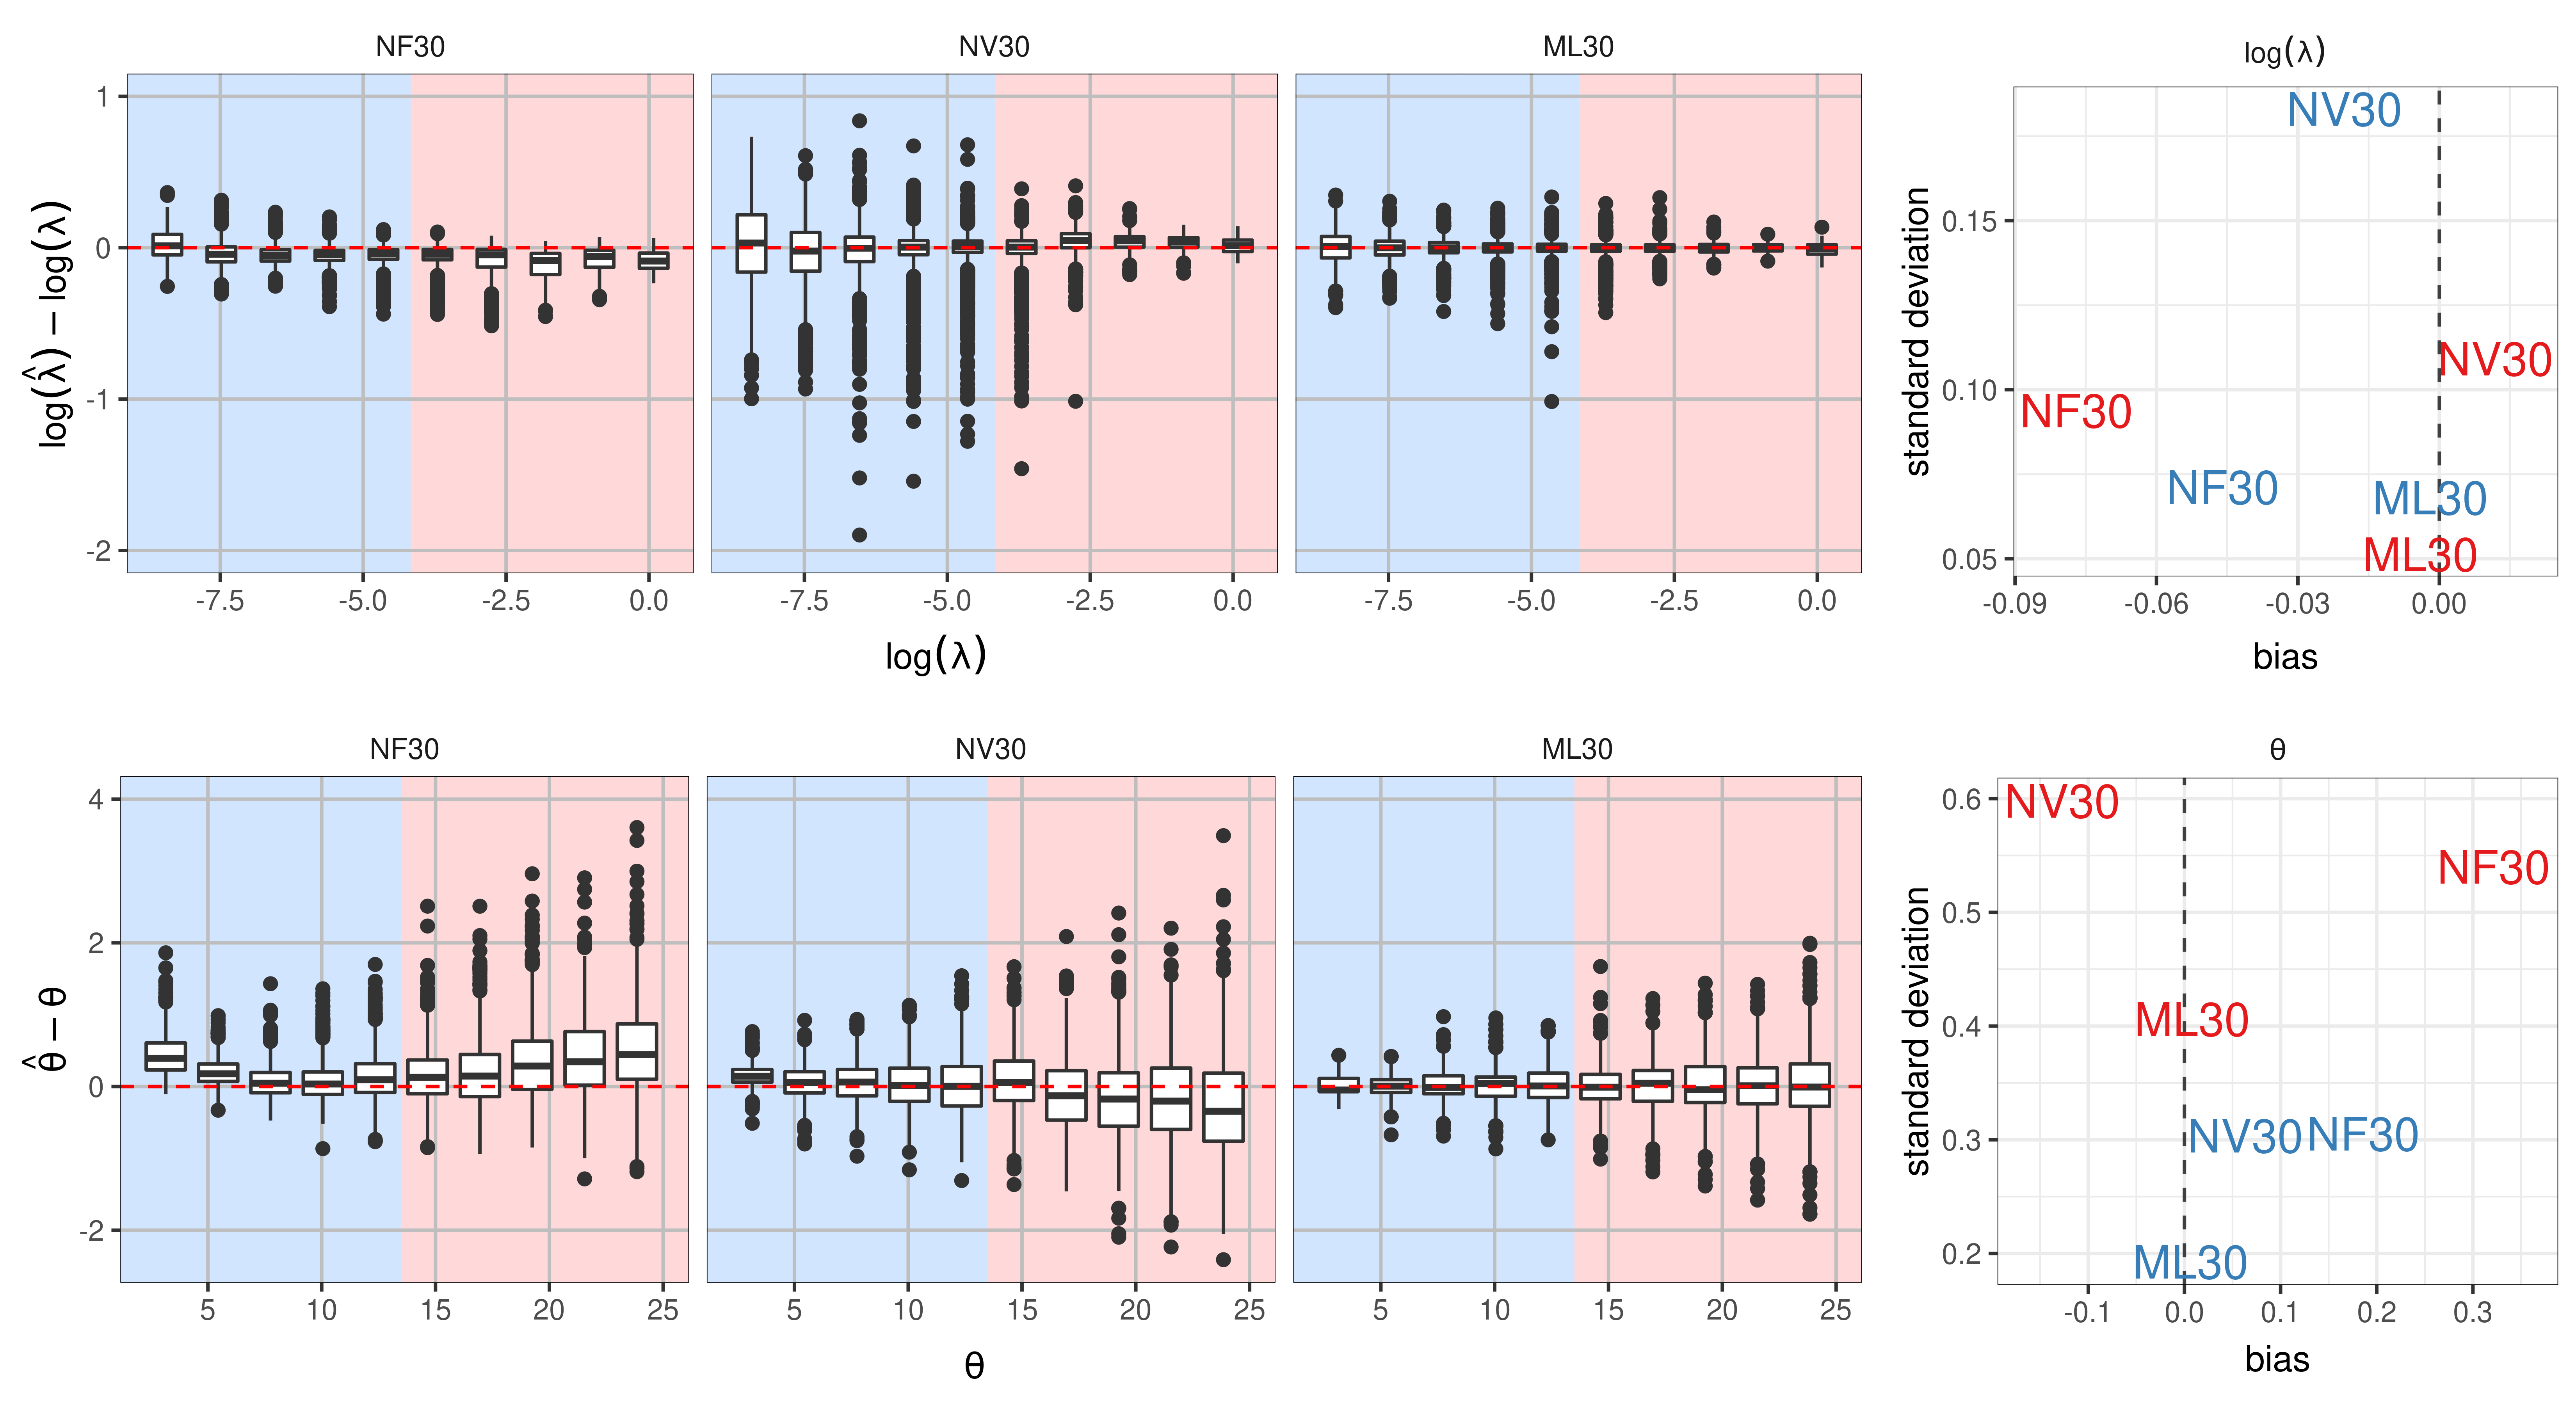 NF30 NV30 ML30 log(λ)
log(λ̂) − log(λ)
1
0
-1
-2
-7.5 -5.0 -2.5 0.0 -7.5 -5.0 -2.5 0.0 -7.5 -5.0 -2.5 0.0
log(λ)
standard deviation
0.15
0.10
0.05
NV30
NV30
NF30
NF30
ML30
ML30
-0.09 -0.06 -0.03 0.00
bias
NF30 NV30 ML30 θ
θ̂ − θ
4
2
0
-2
5 10 15 20 25 5 10 15 20 25 5 10 15 20 25
θ
standard deviation
0.6
0.5
0.4
0.3
0.2
NV30
NF30
ML30
NV30 NF30
ML30
-0.1 0.0 0.1 0.2 0.3
bias